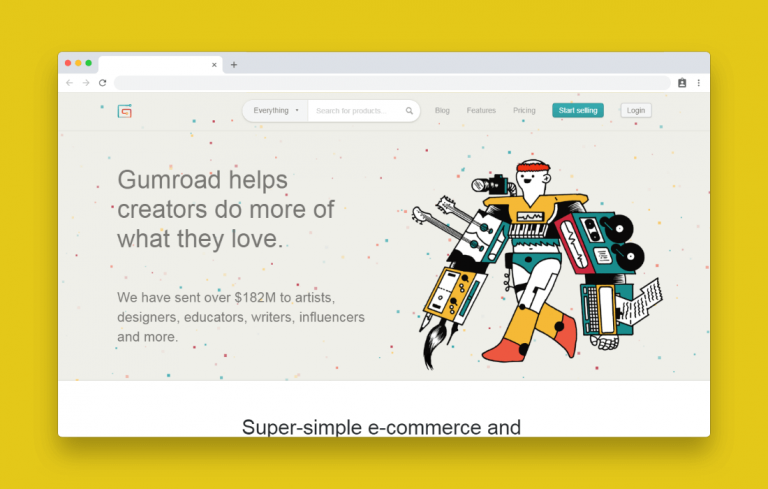 Everything
Search for products...
Blog
Features
Pricing
Start selling
Login
Gumroad helps
creators do more of
what they love.
We have sent over $182M to artists,
designers, educators, writers, influencers
and more.
Super-simple e-commerce and